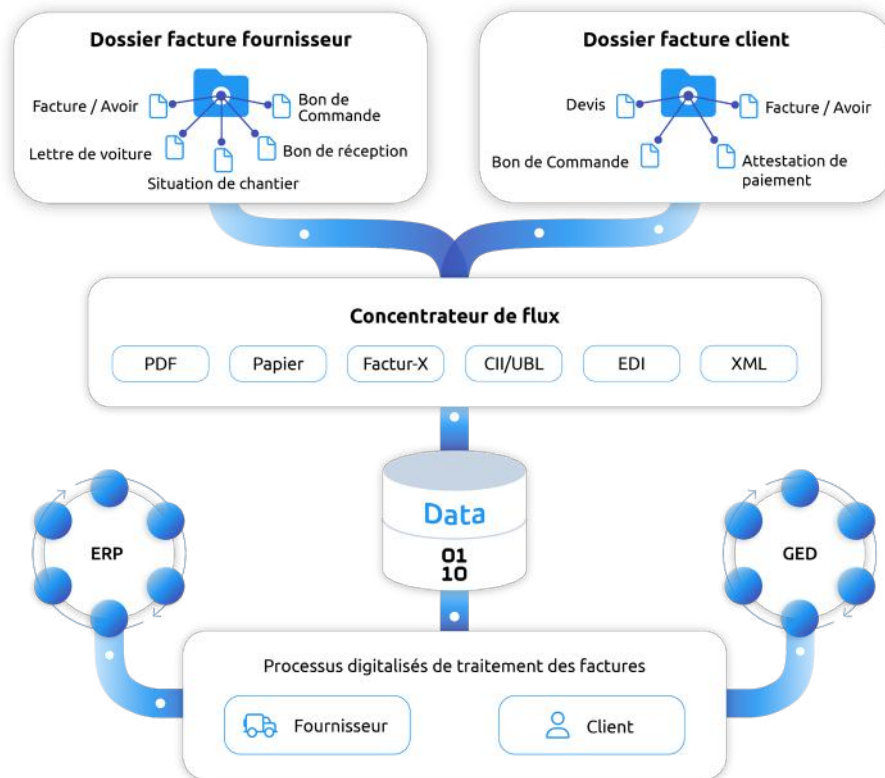 Dossier facture fournisseur
Facture / Avoir
Bon de
Commande
Lettre de voiture
Bon de réception
Situation de chantier
Dossier facture client
Devis
Facture / Avoir
Bon de Commande
Attestation de
paiement
Concentrateur de flux
PDF
Papier
Factur-X
CII/UBL
EDI
XML
Data
01
10
ERP
GED
Processus digitalisés de traitement des factures
Fournisseur
Client